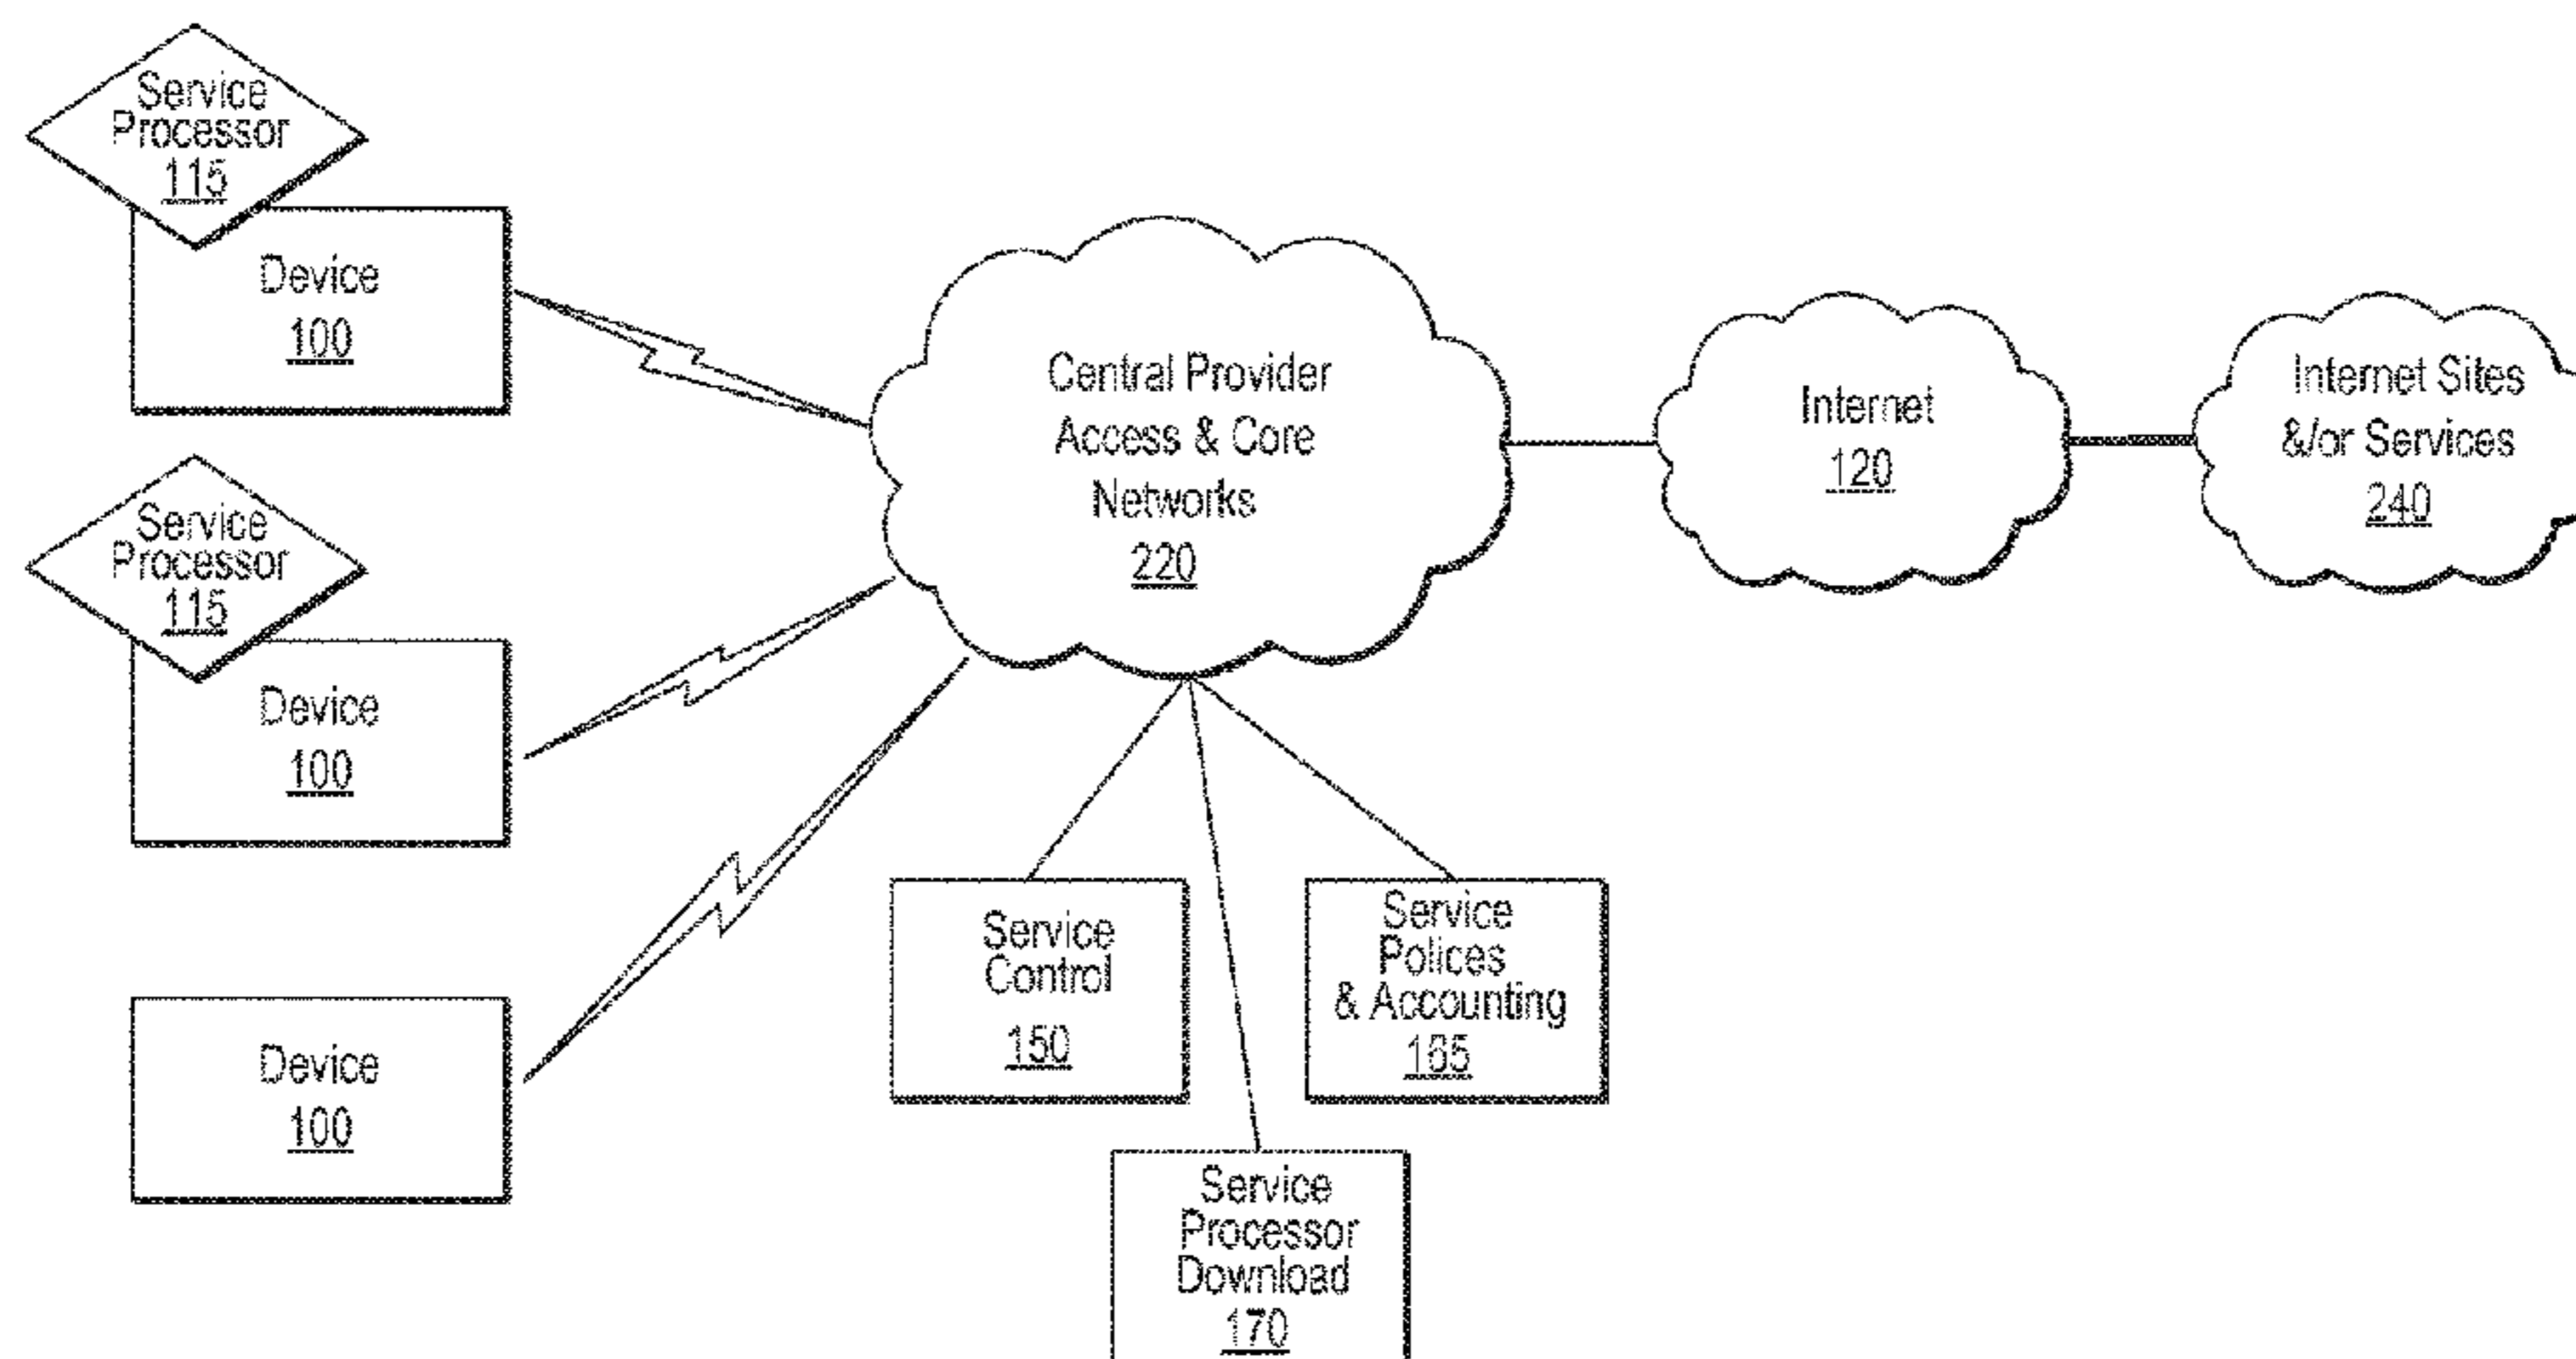 Service
Processor
115
Device
100
Service
Processor
115
Device
100
Device
100
Central Provider
Access & Core
Networks
220
Internet
120
Internet Sites
&/or Services
240
Service
Control
150
Service
Polices
& Accounting
165
Service
Processor
Download
170